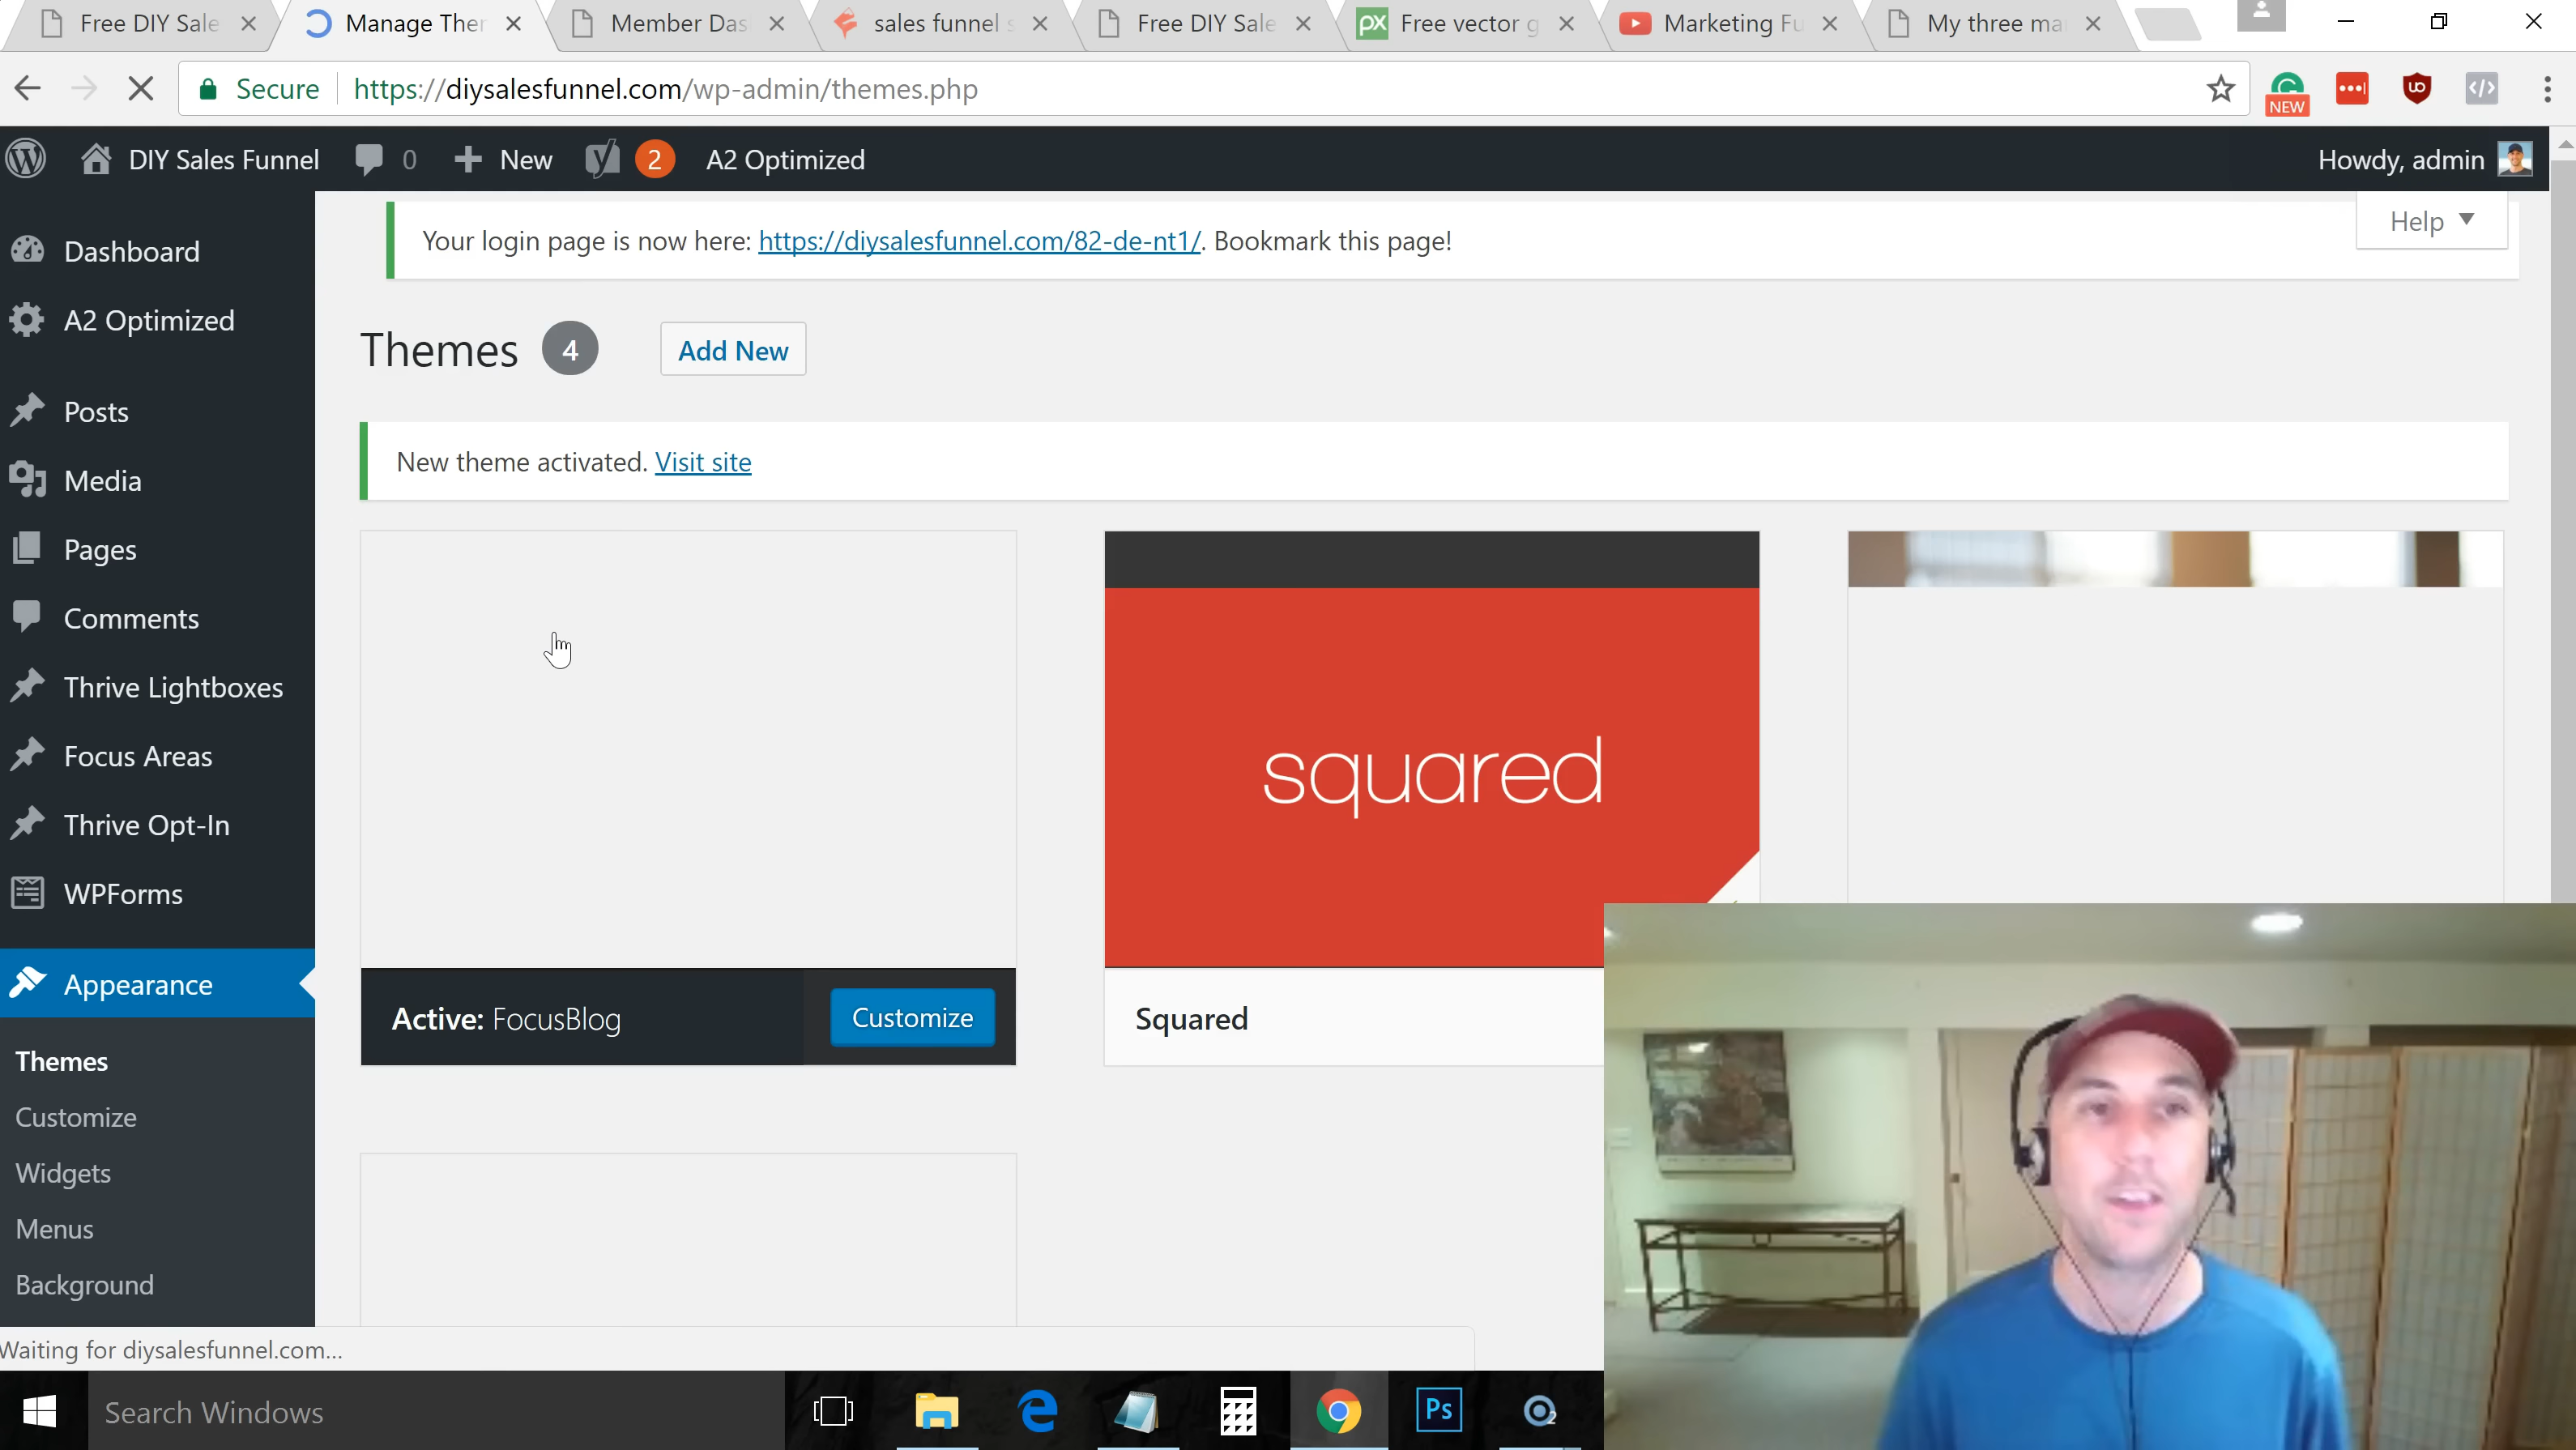 Free DIY Sale
Manage Ther
Member Das
sales funnel s
Free DIY Sale
px Free vector g
Marketing Fu
My three ma
Secure https://diysalesfunnel.com/wp-admin/themes.php
NEW
DIY Sales Funnel 0 New 2 A2 Optimized Howdy, admin
Dashboard
A2 Optimized
Posts
Media
Pages
Comments
Thrive Lightboxes
Focus Areas
Thrive Opt-In
WPForms
Appearance
Themes
Customize
Widgets
Menus
Background
Your login page is now here: https://diysalesfunnel.com/82-de-nt1/. Bookmark this page!
Help
Themes 4 Add New
New theme activated. Visit site
squared
Active: FocusBlog Customize
Squared
Waiting for diysalesfunnel.com...
Search Windows
Ps
2